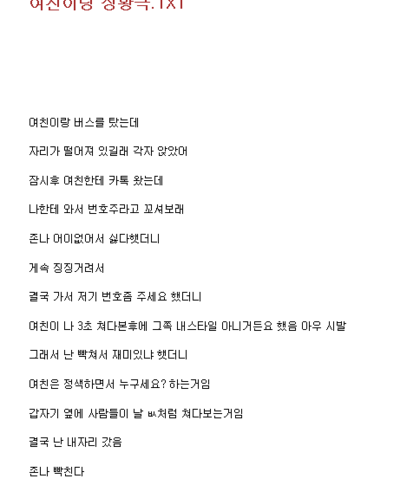 여친이랑 상황극.TXT
여친이랑 버스를 탔는데
자리가 떨어져 있길래 각자 앉았어
잠시후 여친한테 카톡 왔는데
나한테 와서 번호주라고 꼬셔보래
존나 어이없어서 싫다햇더니
게속 징징거려서
결국 가서 저기 번호좀 주세요 했더니
여친이 나 3초 쳐다본후에 그쪽 내스타일 아니거든요 했음 아우 시발
그래서 난 빡쳐서 재미있냐 했더니
여친은 정색하면서 누구세요? 하는거임
갑자기 옆에 사람들이 날 ㅄ처럼 쳐다보는거임
결국 난 내자리 갔음
존나 빡친다